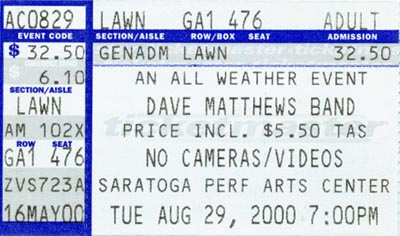 AC0829 LAWN GA1 476 ADULT
EVENT CODE SECTION/AISLE ROW/BOX SEAT ADMISSION
$ 32.50 GENADM LAWN 32.50
$ 6.10 AN ALL WEATHER EVENT
SECTION/AISLE
LAWN DAVE MATTHEWS BAND
AM 102X PRICE INCL. $5.50 TAS
ROW/BOX SEAT
GA1 476 NO CAMERAS/VIDEOS
ZVS723A SARATOGA PERF ARTS CENTER
16MAY00 TUE AUG 29, 2000 7:00PM
ticketmaster